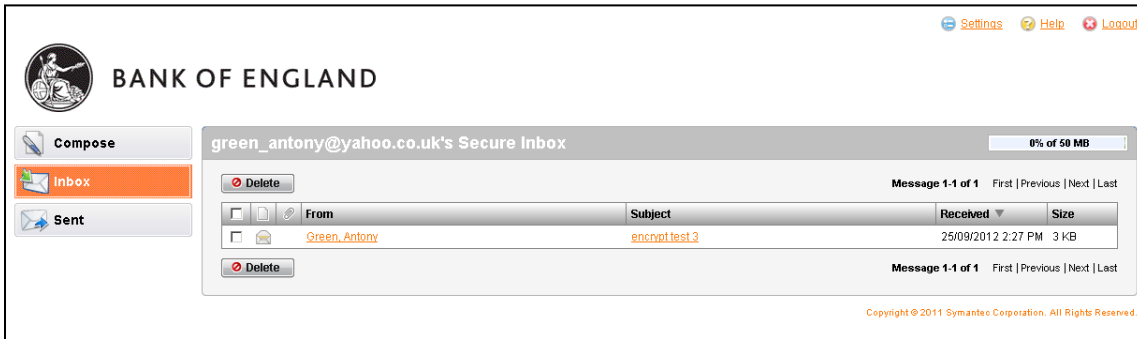 Settings Help Logout
BANK OF ENGLAND
Compose
Inbox
Sent
green_antony@yahoo.co.uk's Secure Inbox 0% of 50 MB
Delete Message 1-1 of 1 First | Previous | Next | Last
From Subject Received Size
Green, Antony encrypt test 3 25/09/2012 2:27 PM 3 KB
Delete Message 1-1 of 1 First | Previous | Next | Last
Copyright © 2011 Symantec Corporation. All Rights Reserved.